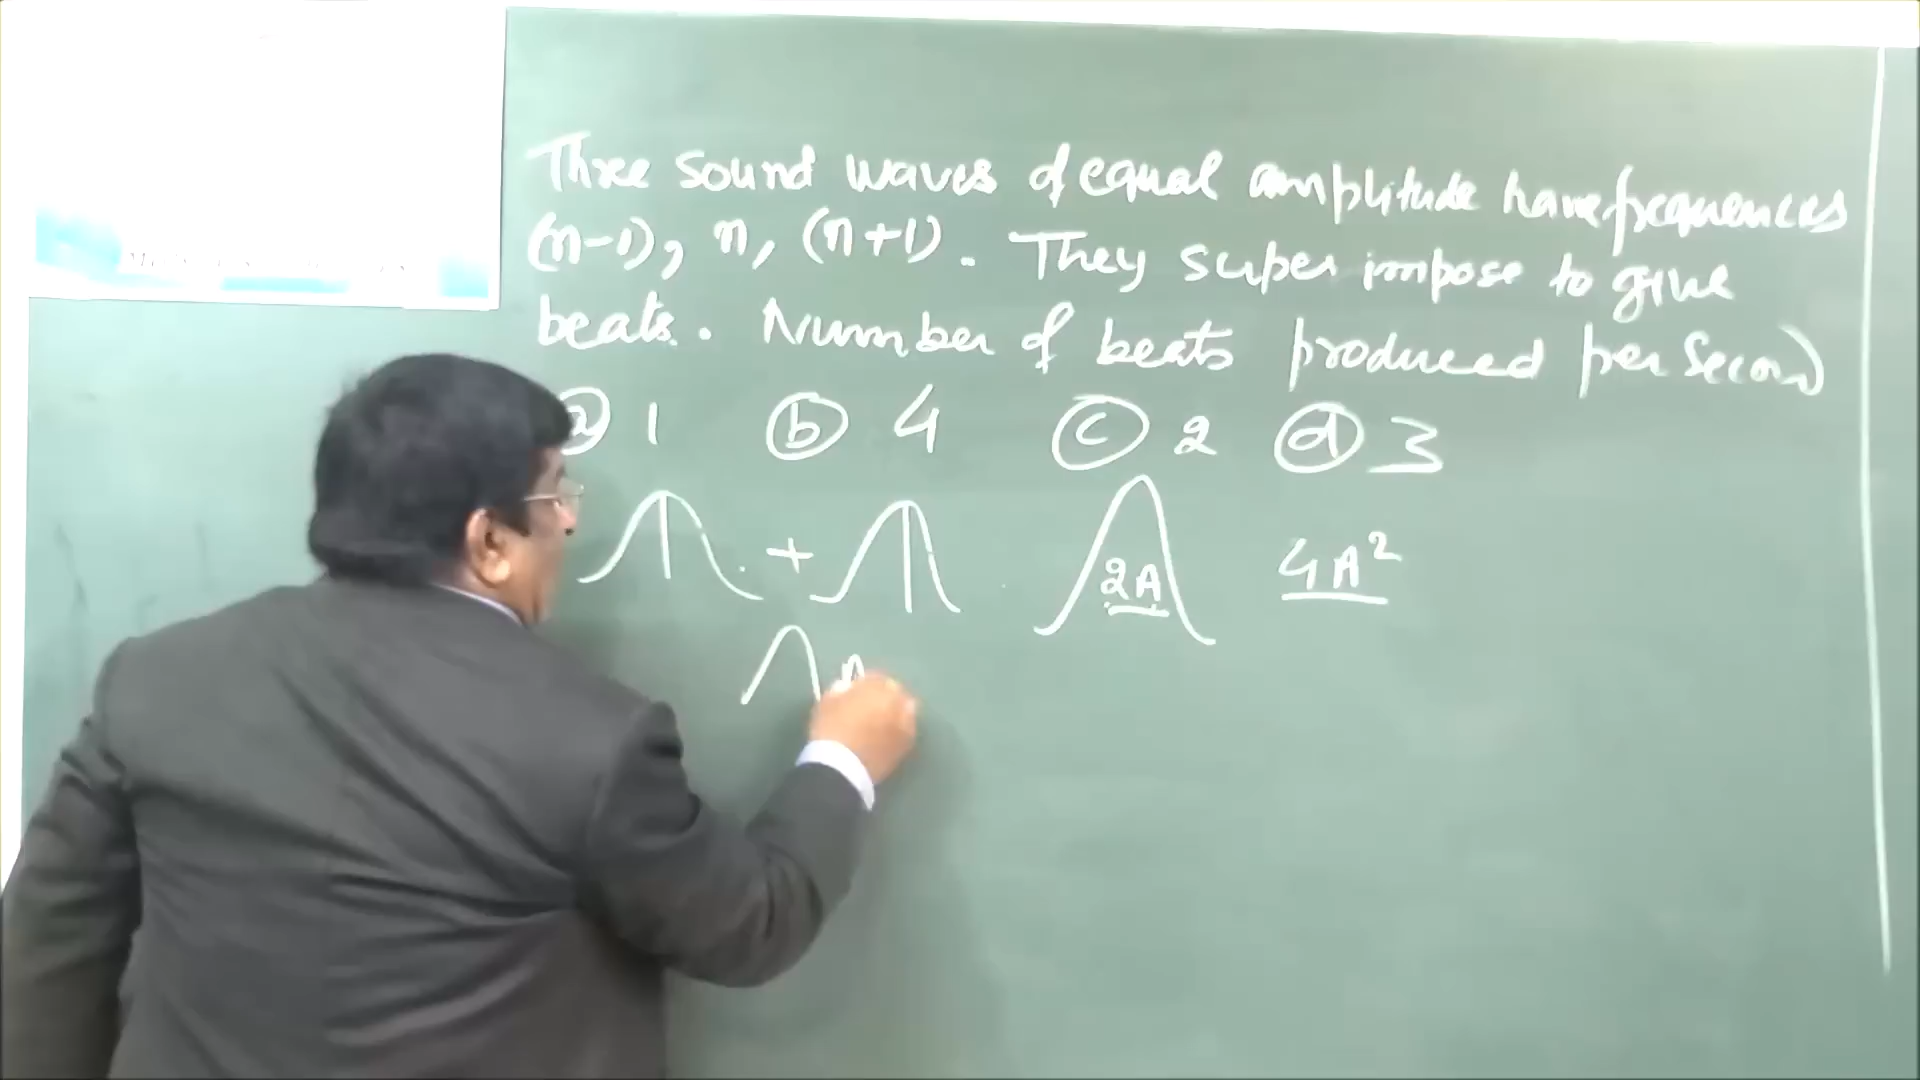 Three sound waves of equal amplitude have frequencies
(n-1), n, (n+1). They super impose to give
beats. Number of beats produced per second
ⓐ 1 ⓑ 4 ⓒ 2 ⓓ 3
+ 2A 4A²